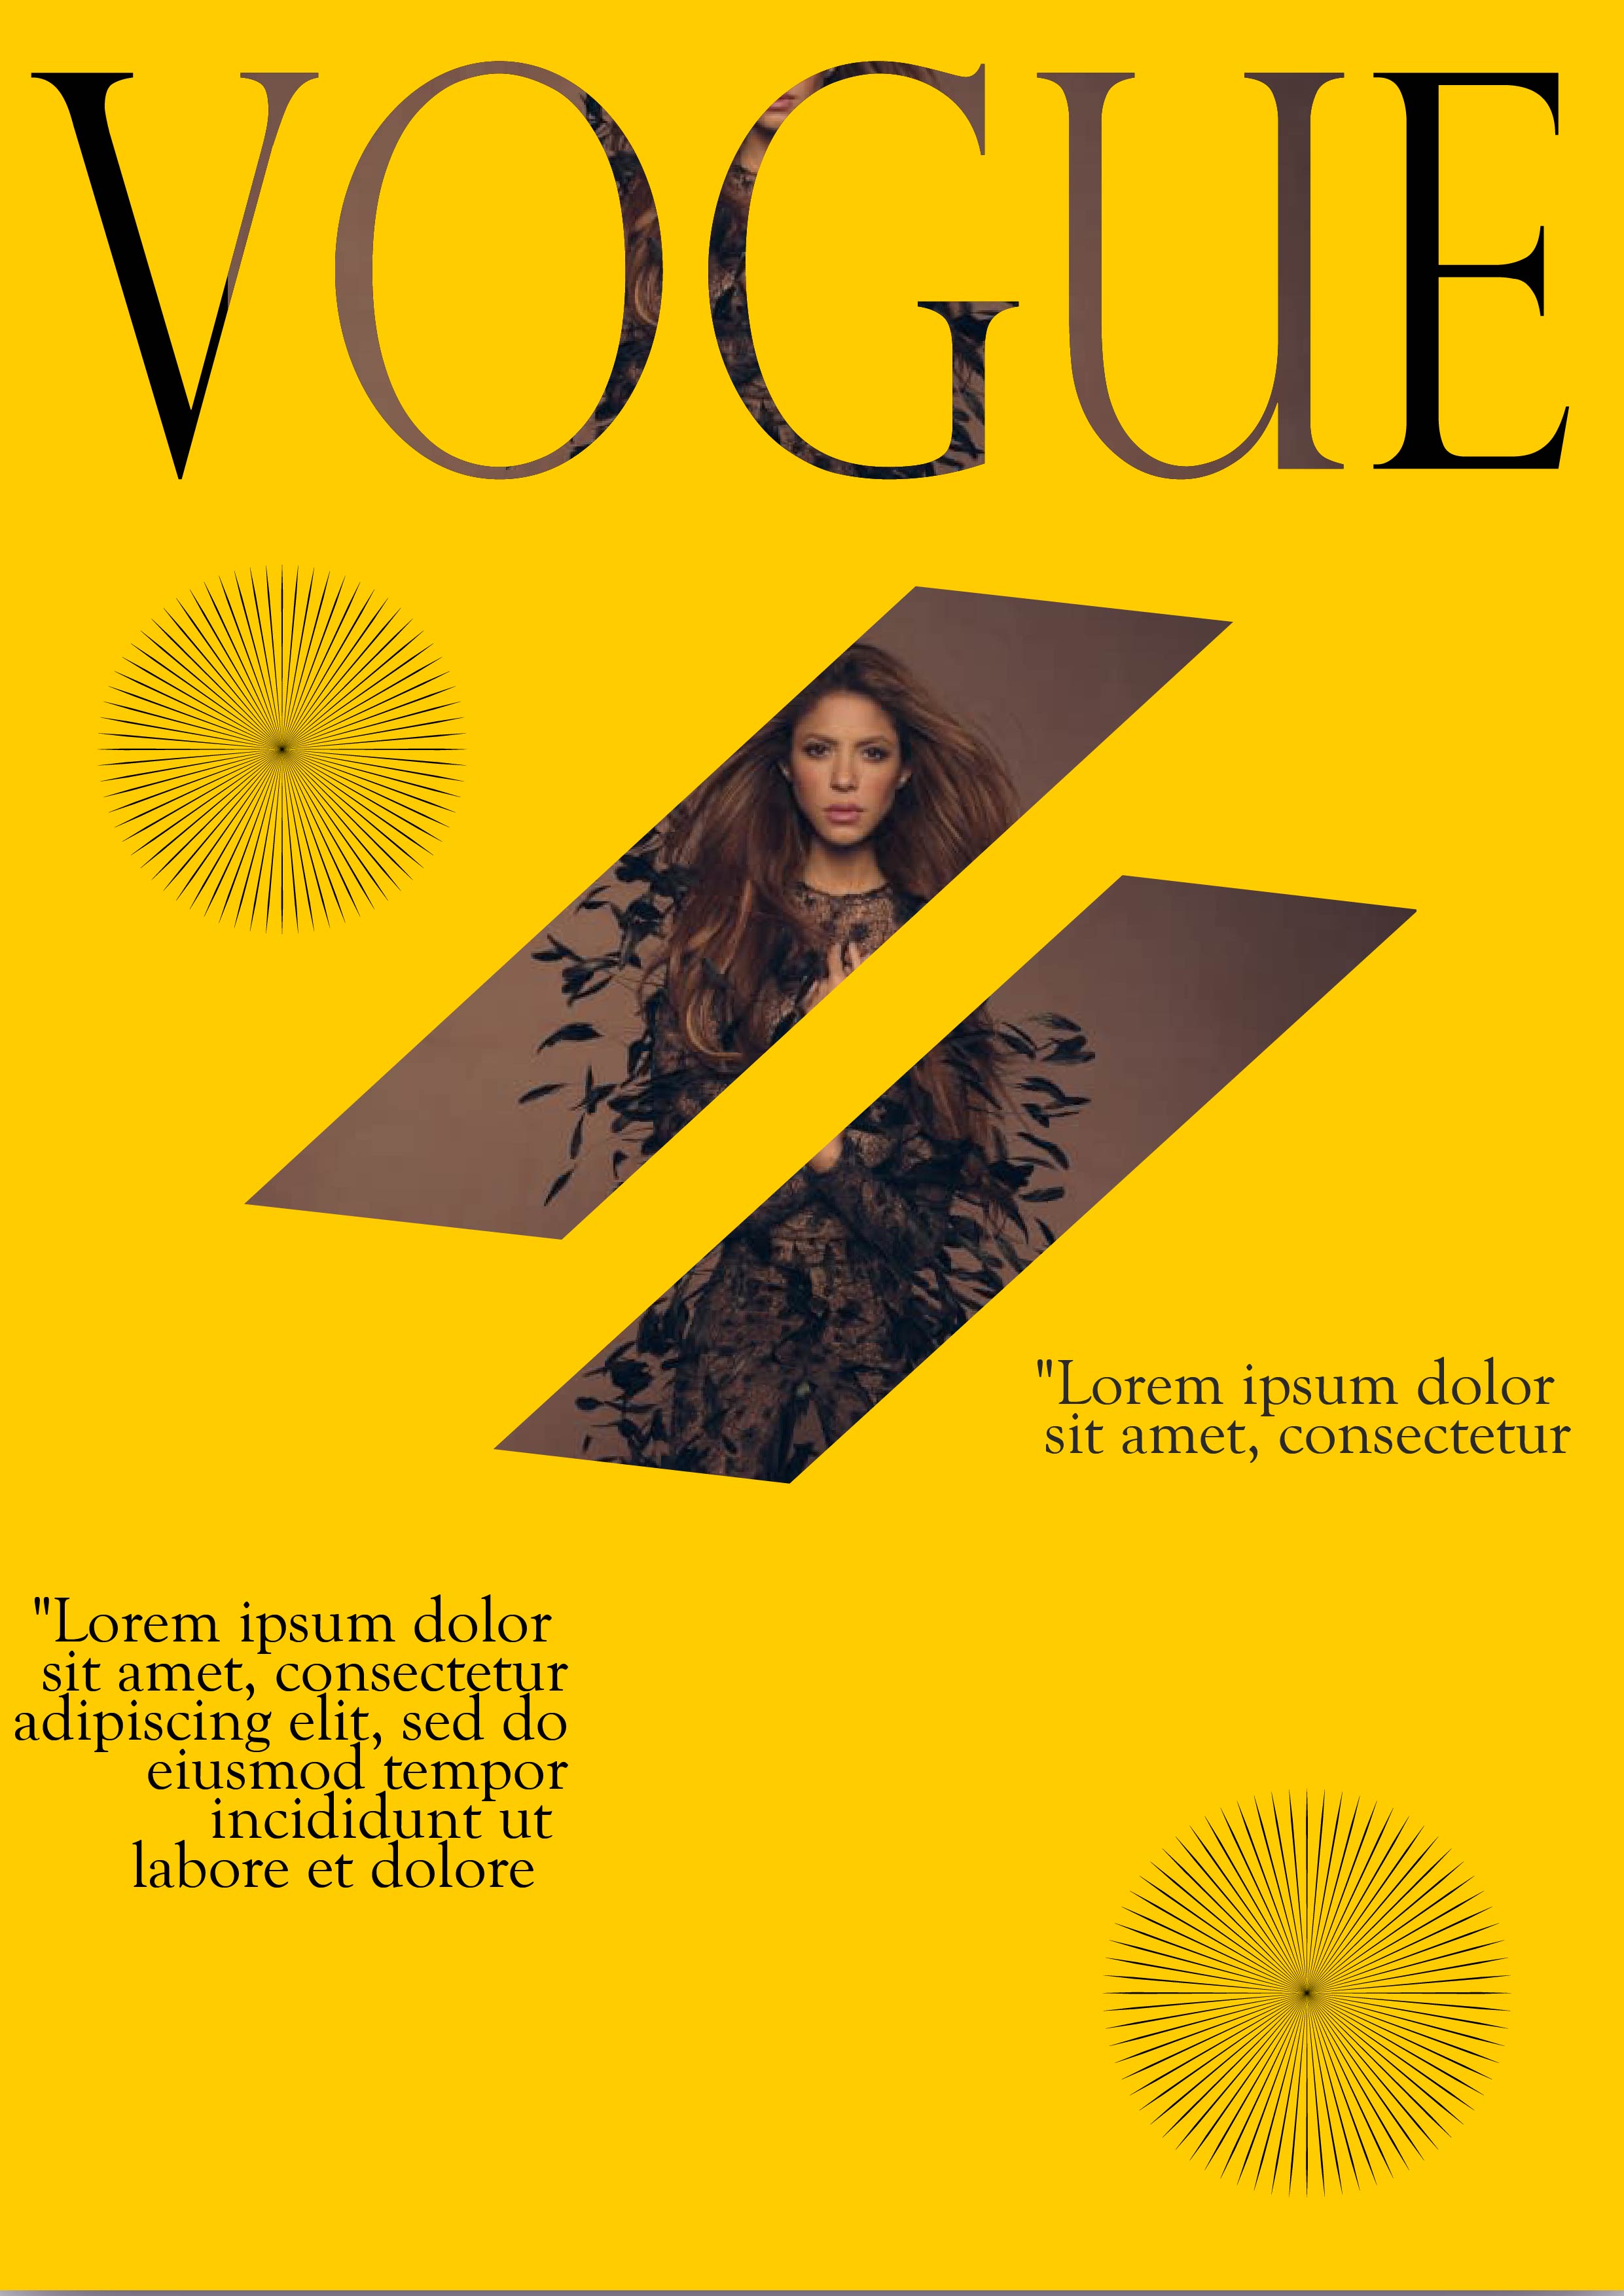 VOGUE
"Lorem ipsum dolor
sit amet, consectetur
"Lorem ipsum dolor
sit amet, consectetur
adipiscing elit, sed do
eiusmod tempor
incididunt ut
labore et dolore